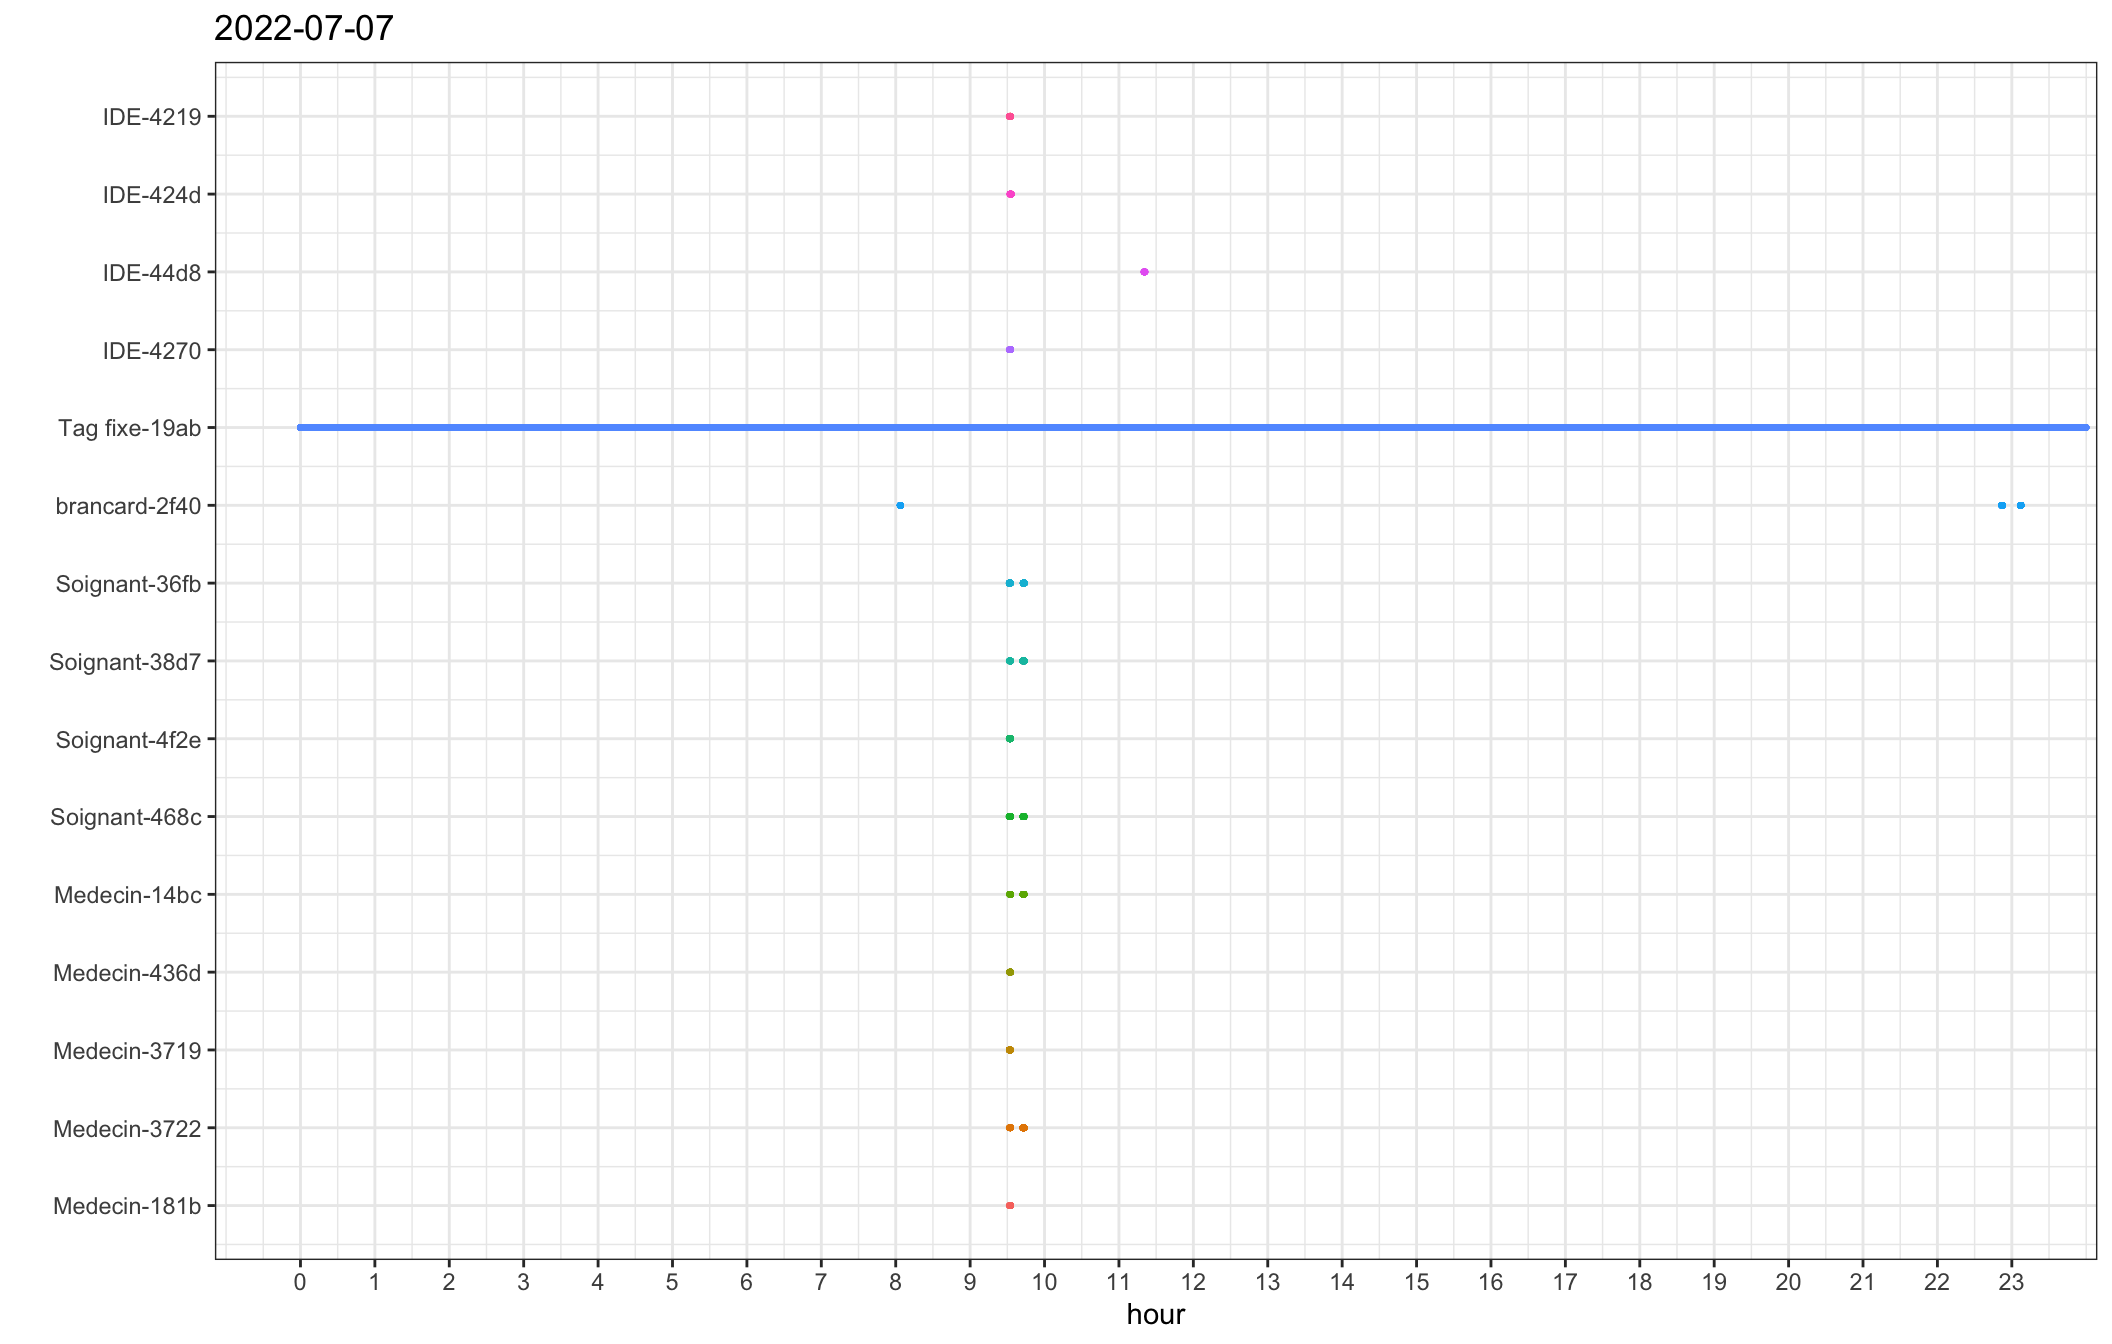 2022-07-07
IDE-4219
IDE-424d
IDE-44d8
IDE-4270
Tag fixe-19ab
brancard-2f40
Soignant-36fb
Soignant-38d7
Soignant-4f2e
Soignant-468c
Medecin-14bc
Medecin-436d
Medecin-3719
Medecin-3722
Medecin-181b
0 1 2 3 4 5 6 7 8 9 10 11 12 13 14 15 16 17 18 19 20 21 22 23
hour